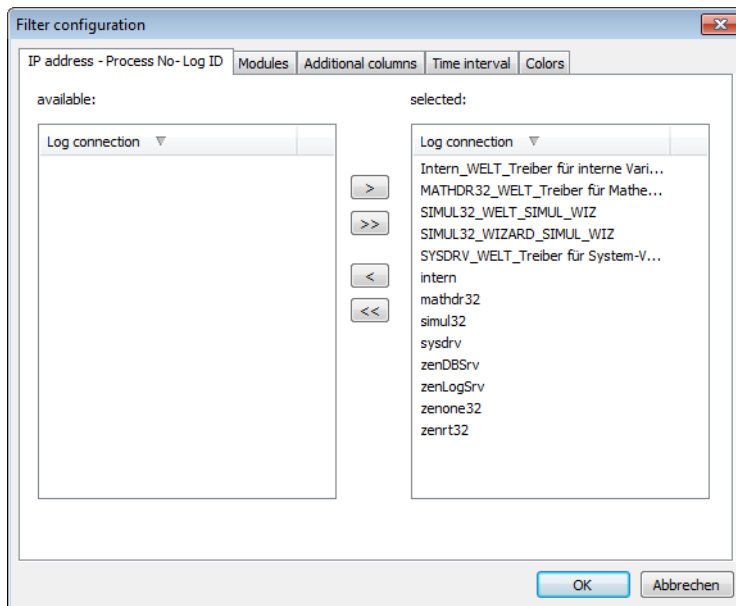 Filter configuration
IP address - Process No- Log ID Modules Additional columns Time interval Colors
available: selected:
Log connection Log connection
Intern_WELT_Treiber für interne Vari...
MATHDR32_WELT_Treiber für Mathe...
>
SIMUL32_WELT_SIMUL_WIZ
>>
SIMUL32_WIZARD_SIMUL_WIZ
SYSDRV_WELT_Treiber für System-V...
<
intern
mathdr32
<<
simul32
sysdrv
zenDBSrv
zenLogSrv
zenone32
zenrt32
OK Abbrechen